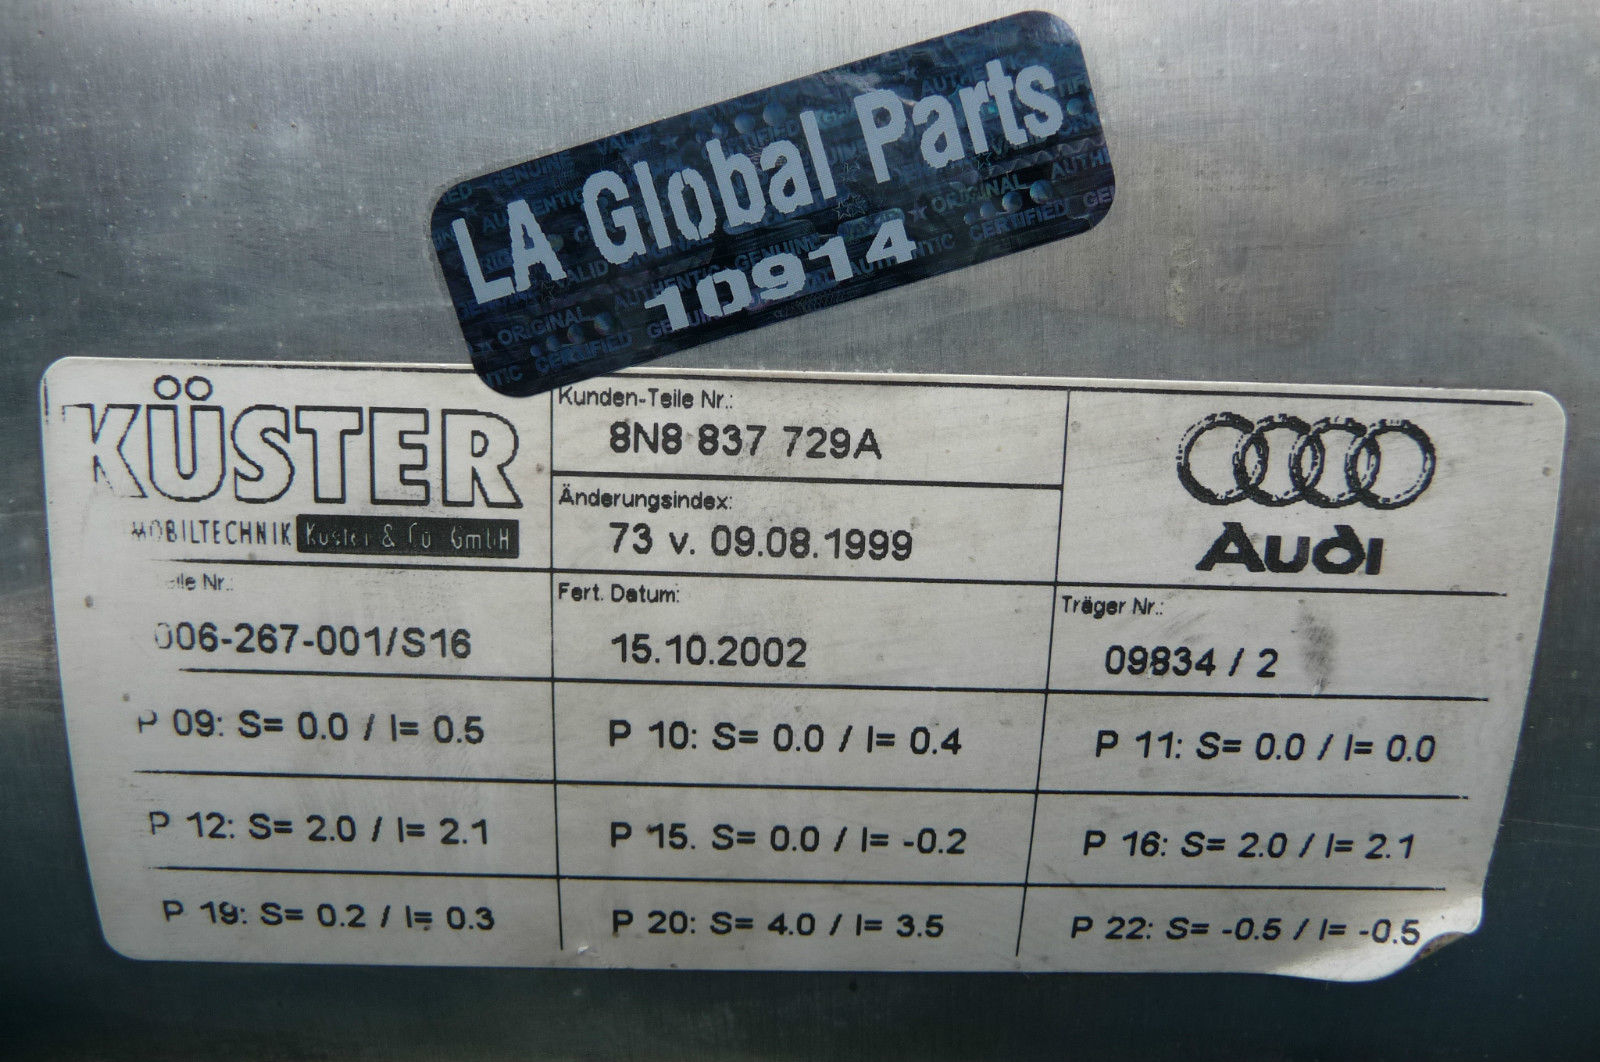 LA Global Parts
10914
KÜSTER
Kunden-Teile Nr.:
8N8 837 729A
Änderungsindex:
73 v. 09.08.1999
Audi
MOBILTECHNIK Küster & Co GmbH
Nr.:
006-267-001/S16
Fert. Datum:
15.10.2002
Träger Nr.:
09834 / 2
P 09: S= 0.0 / I= 0.5
P 10: S= 0.0 / I= 0.4
P 11: S= 0.0 / I= 0.0
P 12: S= 2.0 / I= 2.1
P 15. S= 0.0 / I= -0.2
P 16: S= 2.0 / I= 2.1
P 19: S= 0.2 / I= 0.3
P 20: S= 4.0 / I= 3.5
P 22: S= -0.5 / I= -0.5